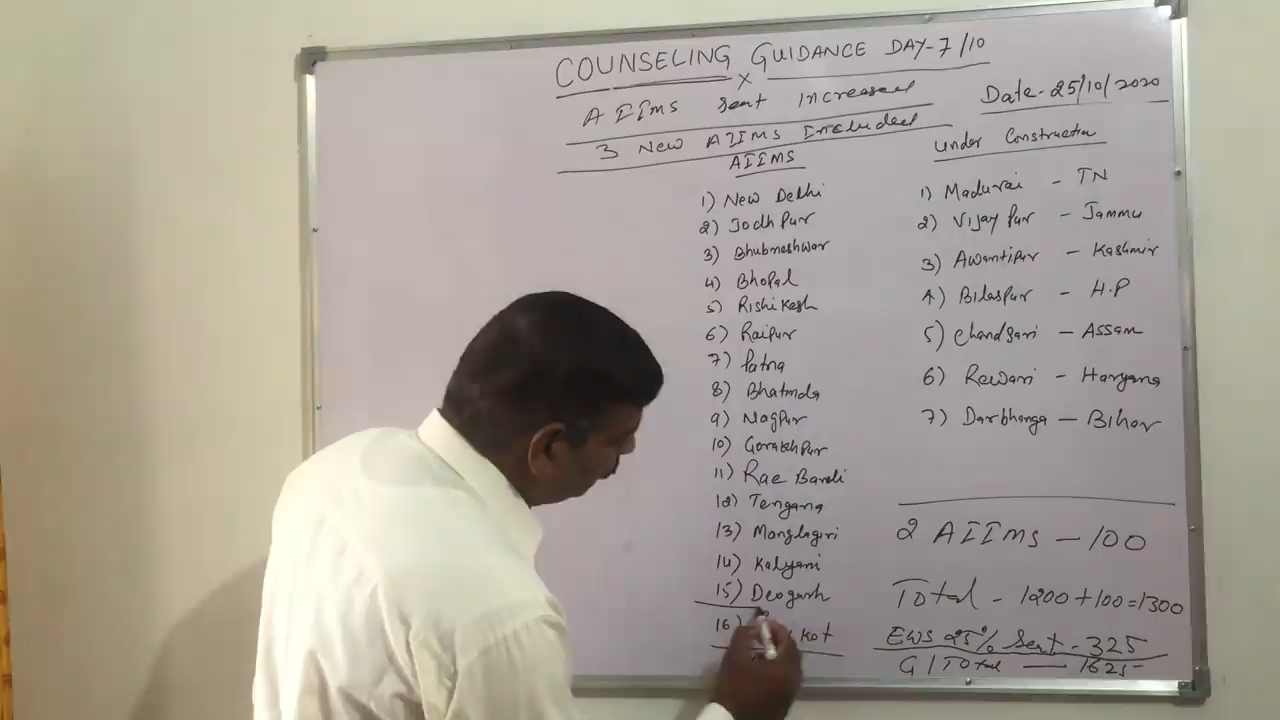 COUNSELING x GUIDANCE DAY-7/10
AIIMS seat Increased
Date-25/10/2020
3 New AIIMS Included
AIIMS
1) New Delhi
2) Jodhpur
3) Bhubneshwar
4) Bhopal
5) Rishikesh
6) Raipur
7) Patna
8) Bhatinda
9) Nagpur
10) Gorakhpur
11) Rae Bareli
12) Tengana
13) Manglagiri
14) Kalyani
15) Deogarh
16) kot
under Constructon
1) Madurai - TN
2) Vijaypur - Jammu
3) Awantipur - Kashmir
4) Bilaspur - H.P
5) Changsari - Assam
6) Rewari - Haryana
7) Darbhanga - Bihar
2 AIIMS - 100
Total - 1200+100=1300
EWS 25% Seat - 325
G/Total - 1625